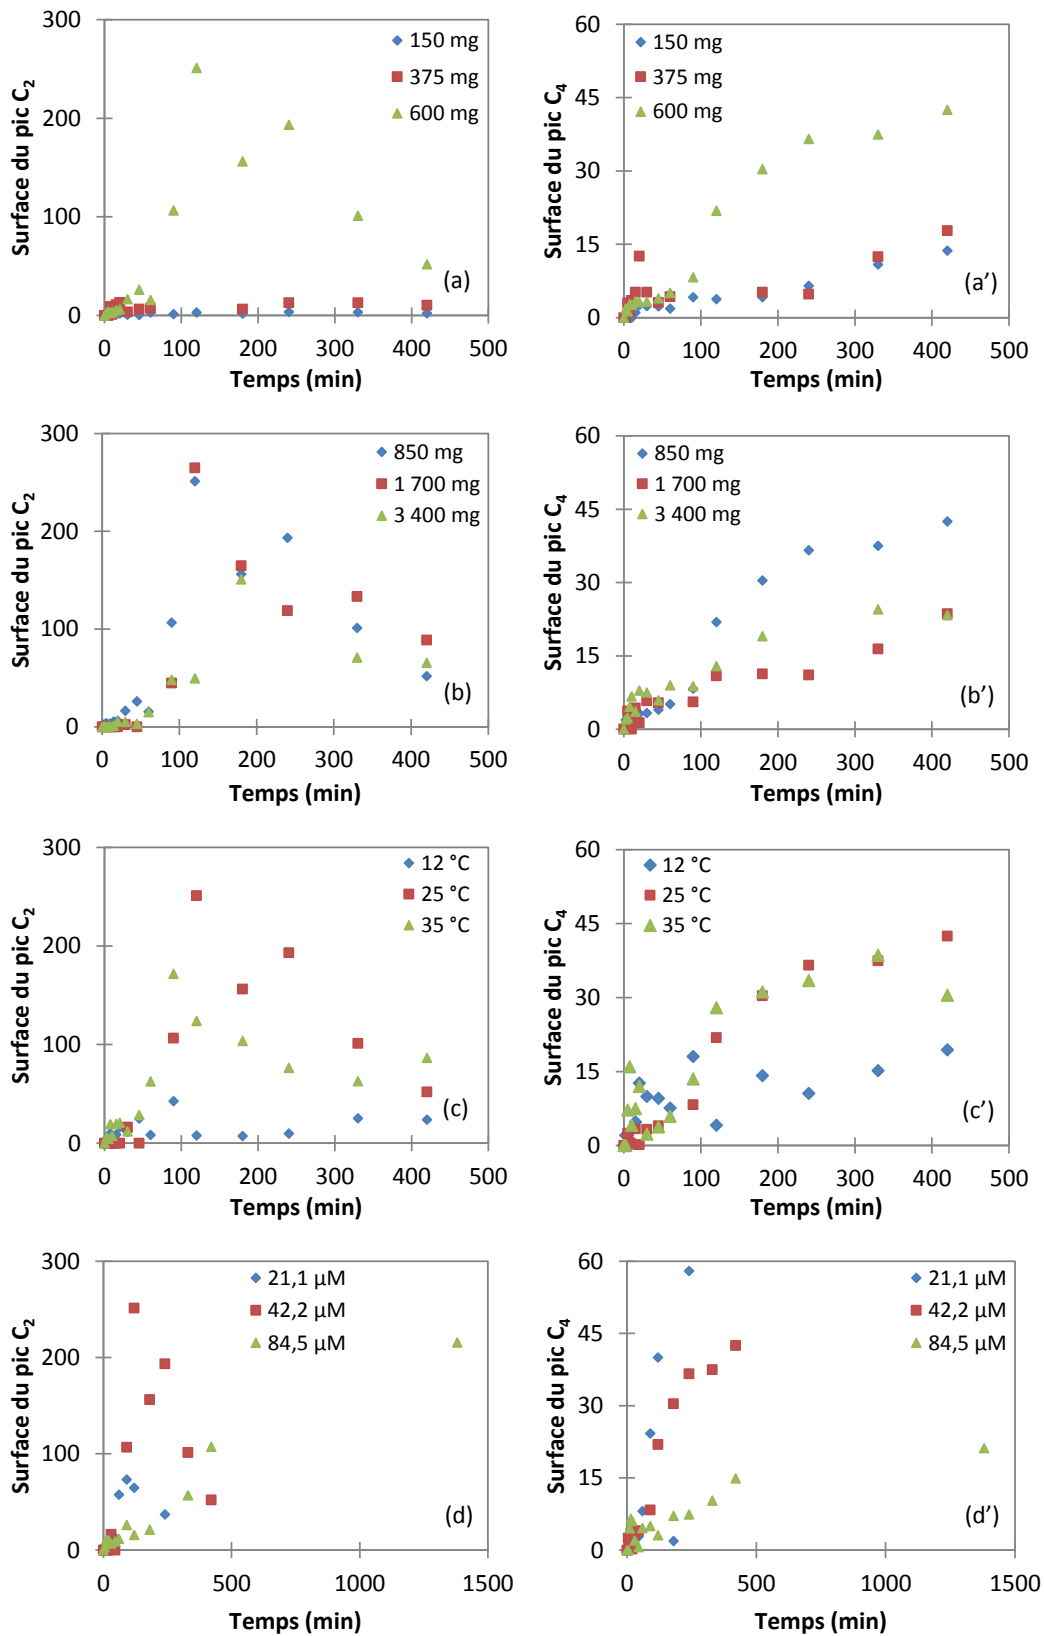 Surface du pic C2
300
200
100
0
150 mg
375 mg
600 mg
(a)
0 100 200 300 400 500
Temps (min)
Surface du pic C4
60
45
30
15
0
150 mg
375 mg
600 mg
(a')
0 100 200 300 400 500
Temps (min)
Surface du pic C2
300
200
100
0
850 mg
1 700 mg
3 400 mg
(b)
0 100 200 300 400 500
Temps (min)
Surface du pic C4
60
45
30
15
0
850 mg
1 700 mg
3 400 mg
(b')
0 100 200 300 400 500
Temps (min)
Surface du pic C2
300
200
100
0
12 °C
25 °C
35 °C
(c)
0 100 200 300 400 500
Temps (min)
Surface du pic C4
60
45
30
15
0
12 °C
25 °C
35 °C
(c')
0 100 200 300 400 500
Temps (min)
Surface du pic C2
300
200
100
0
21,1 µM
42,2 µM
84,5 µM
(d)
0 500 1000 1500
Temps (min)
Surface du pic C4
60
45
30
15
0
21,1 µM
42,2 µM
84,5 µM
(d')
0 500 1000 1500
Temps (min)